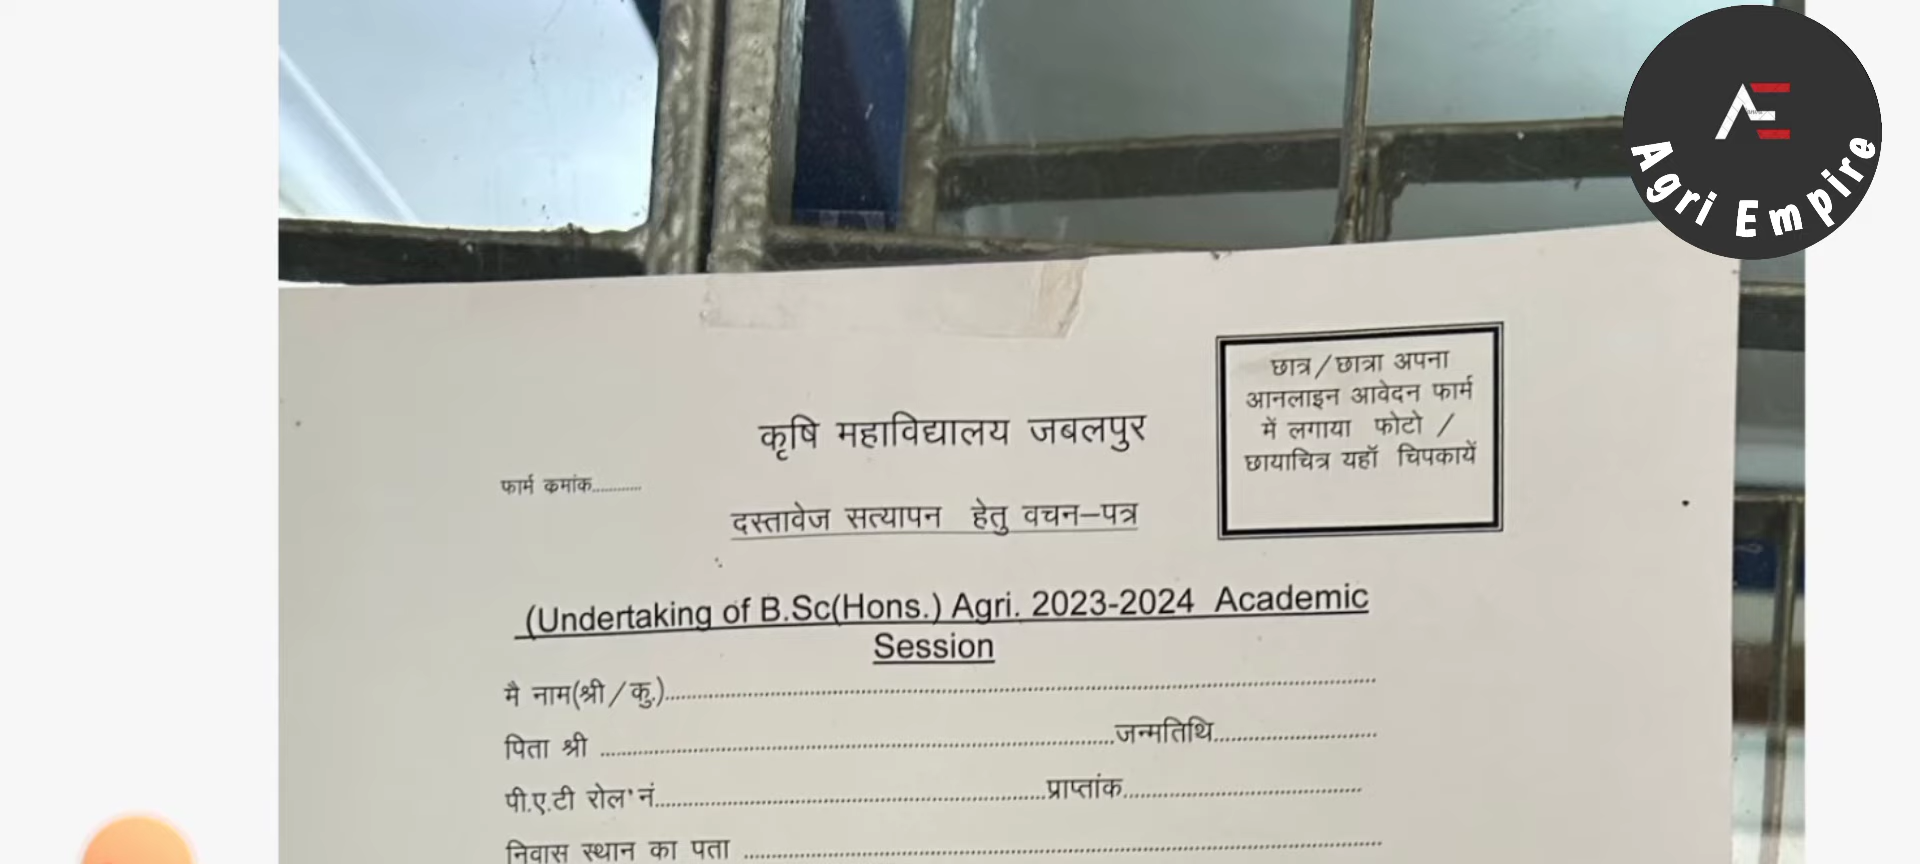 AE
Agri Empire
छात्र/छात्रा अपना
आनलाइन आवेदन फार्म
में लगाया फोटो /
छायाचित्र यहॉ चिपकायें
कृषि महाविद्यालय जबलपुर
फार्म कमांक...........
दस्तावेज सत्यापन हेतु वचन–पत्र
(Undertaking of B.Sc(Hons.) Agri. 2023-2024 Academic
Session
मै नाम(श्री/कु.)....................................................................
पिता श्री ....................................................जन्मतिथि.........................
पी.ए.टी रोल नं.............................................प्राप्तांक.........................
निवास स्थान का पता ....................................................................